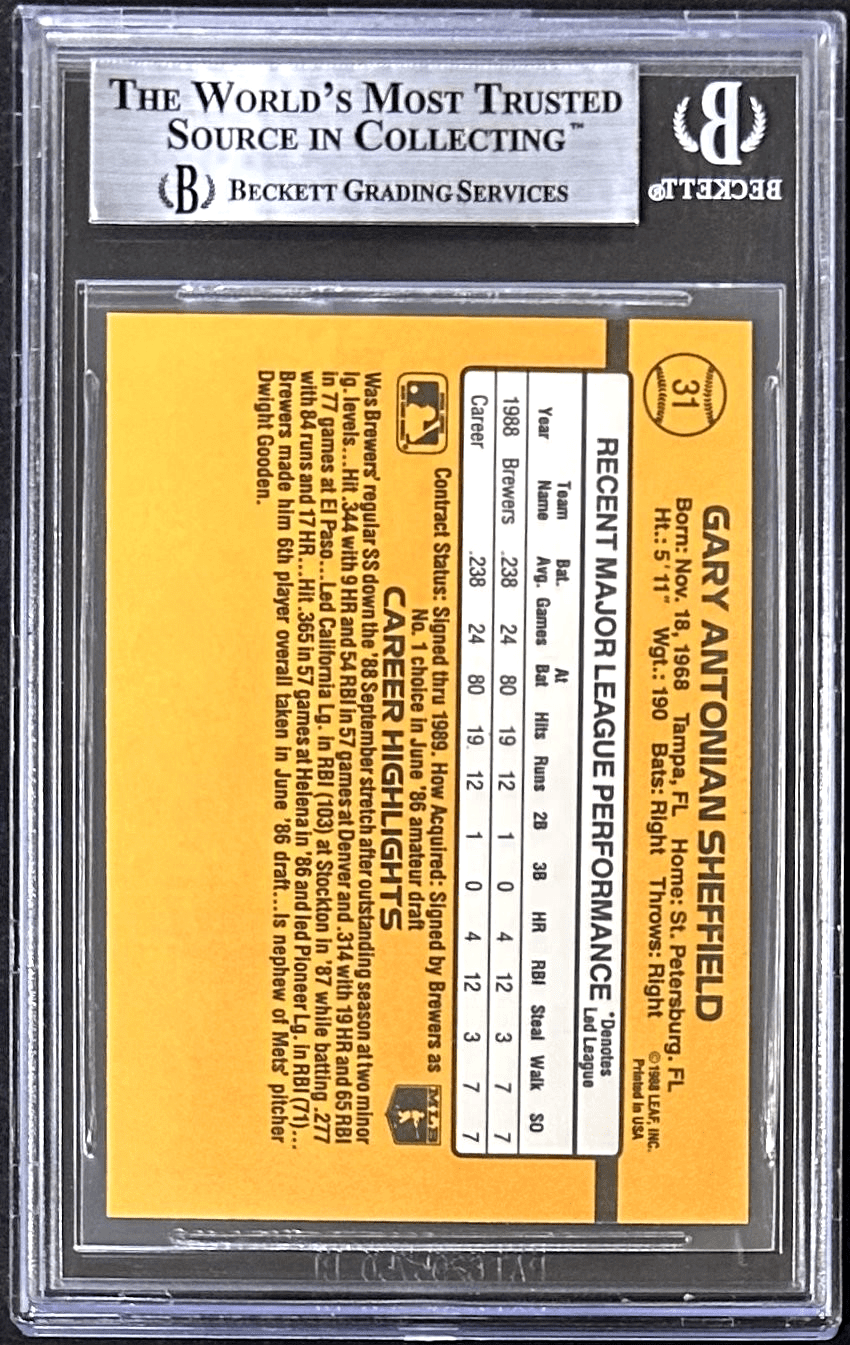 THE WORLD'S MOST TRUSTED
SOURCE IN COLLECTING™
B BECKETT GRADING SERVICES
B
BECKETT®
31
GARY ANTONIAN SHEFFIELD
Born: Nov. 18, 1968 Tampa, FL Home: St. Petersburg, FL
Ht.: 5'11" Wgt.: 190 Bats: Right Throws: Right
©1988 LEAF, INC.
Printed in USA
RECENT MAJOR LEAGUE PERFORMANCE *Denotes Led League
Year Team Name Bat. Avg. Games At Bat Hits Runs 2B 3B HR RBI Steal Walk SO
1988 Brewers .238 24 80 19 12 1 0 4 12 3 7 7
Career .238 24 80 19 12 1 0 4 12 3 7 7
Contract Status: Signed thru 1989. How Acquired: Signed by Brewers as
No. 1 choice in June '86 amateur draft
MLB
CAREER HIGHLIGHTS
Was Brewers' regular SS down the '88 September stretch after outstanding season at two minor
lg. levels...Hit .344 with 9 HR and 54 RBI in 57 games at Denver and .314 with 19 HR and 65 RBI
in 77 games at El Paso...Led California Lg. in RBI (103) at Stockton in '87 while batting .277
with 84 runs and 17 HR...Hit .365 in 57 games at Helena in '86 and led Pioneer Lg. in RBI (71)...
Brewers made him 6th player overall taken in June '86 draft...Is nephew of Mets' pitcher
Dwight Gooden.